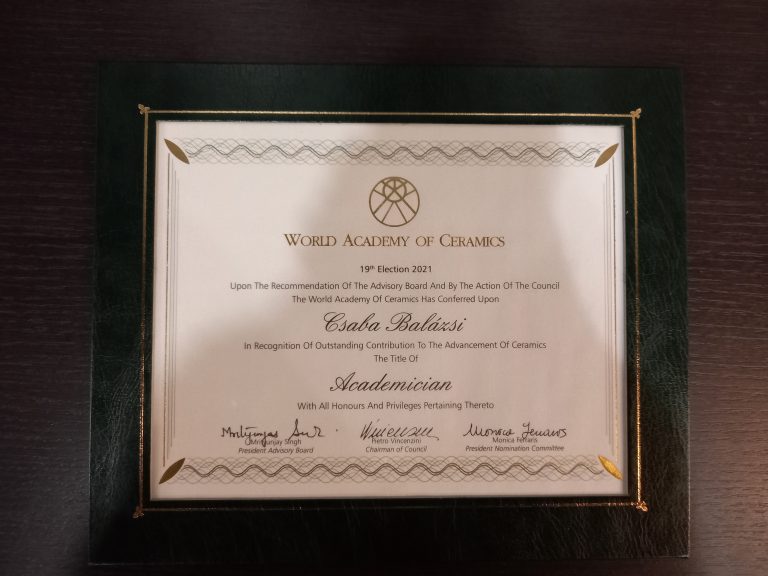 WORLD ACADEMY OF CERAMICS
19th Election 2021
Upon The Recommendation Of The Advisory Board And By The Action Of The Council
The World Academy Of Ceramics Has Conferred Upon
Csaba Balázsi
In Recognition Of Outstanding Contribution To The Advancement Of Ceramics
The Title Of
Academician
With All Honours And Privileges Pertaining Thereto
Mritunjay Singh Pietro Vincenzini Monica Ferraris
President Advisory Board Chairman of Council President Nomination Committee